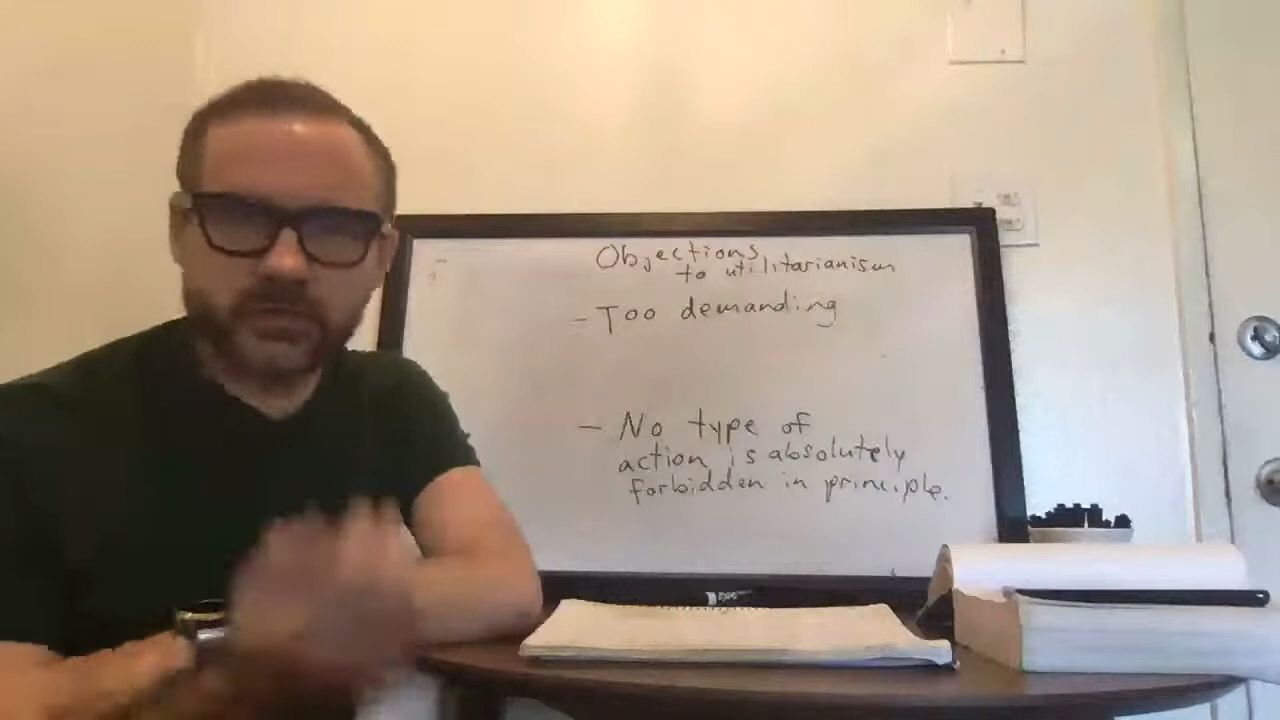 Objections
to utilitarianism
- Too demanding
- No type of
action is absolutely
forbidden in principle.